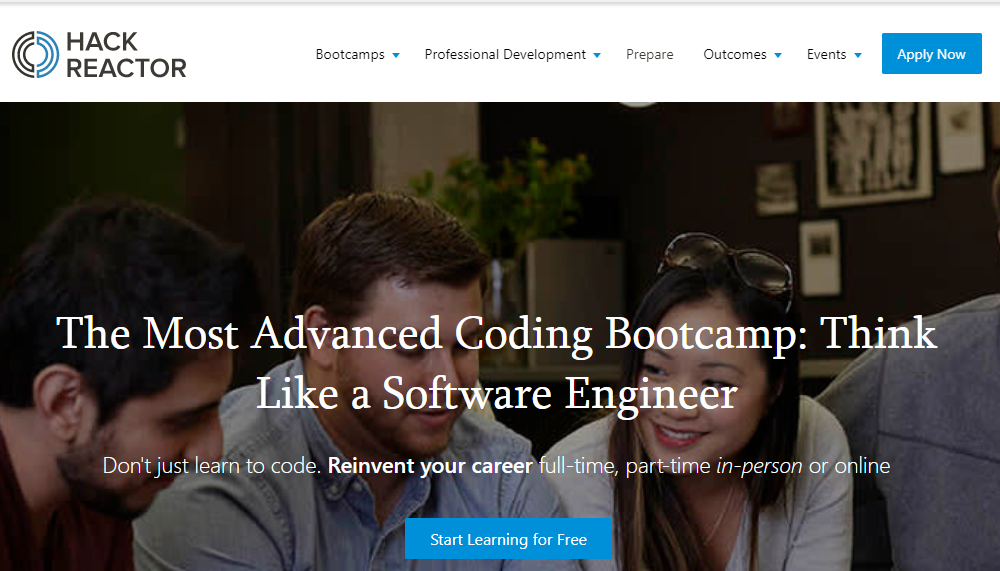 HACK
REACTOR
Bootcamps Professional Development Prepare Outcomes Events Apply Now
The Most Advanced Coding Bootcamp: Think
Like a Software Engineer
Don't just learn to code. Reinvent your career full-time, part-time in-person or online
Start Learning for Free